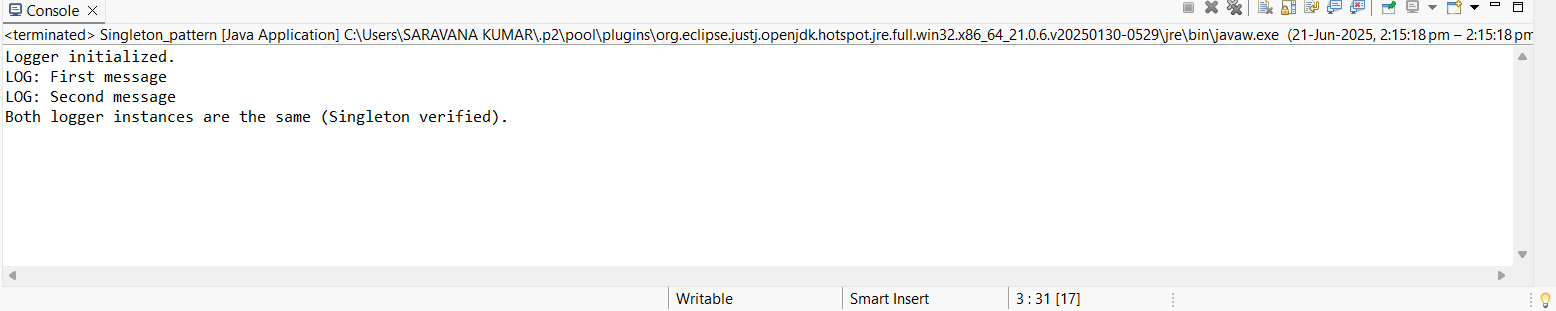 Console
<terminated> Singleton_pattern [Java Application] C:\Users\SARAVANA KUMAR\.p2\pool\plugins\org.eclipse.justj.openjdk.hotspot.jre.full.win32.x86_64_21.0.6.v20250130-0529\jre\bin\javaw.exe (21-Jun-2025, 2:15:18 pm – 2:15:18 pm
Logger initialized.
LOG: First message
LOG: Second message
Both logger instances are the same (Singleton verified).
Writable Smart Insert 3 : 31 [17]